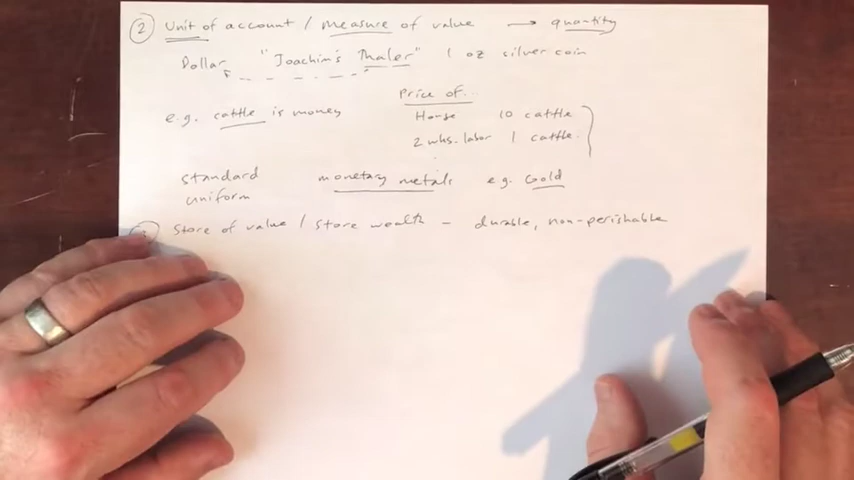 ② Unit of account / measure of value → quantity
Dollar "Joachim's Thaler" 1 oz silver coin
Price of...
e.g. cattle is money House 10 cattle
2 wks. labor 1 cattle.
standard monetary metals e.g. Gold
uniform
Store of value / store wealth - durable, non-perishable